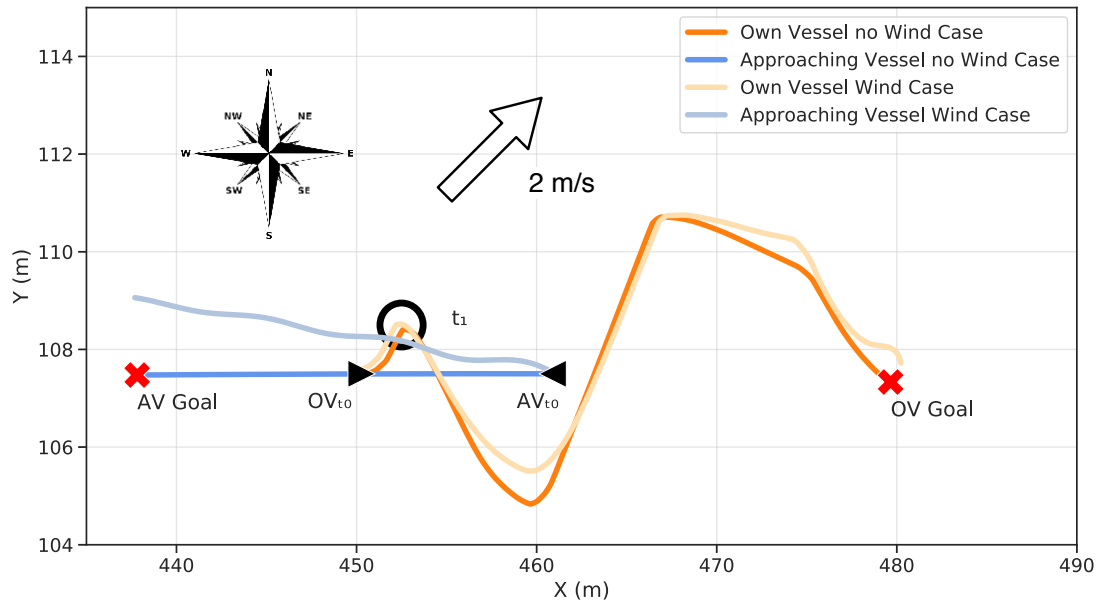 114
112
110
108
106
104
Y (m)
440
450
460
470
480
490
X (m)
Own Vessel no Wind Case
Approaching Vessel no Wind Case
Own Vessel Wind Case
Approaching Vessel Wind Case
N
NW
NE
W
E
SW
SE
S
2 m/s
t₁
AV Goal
OVₜ₀
AVₜ₀
OV Goal